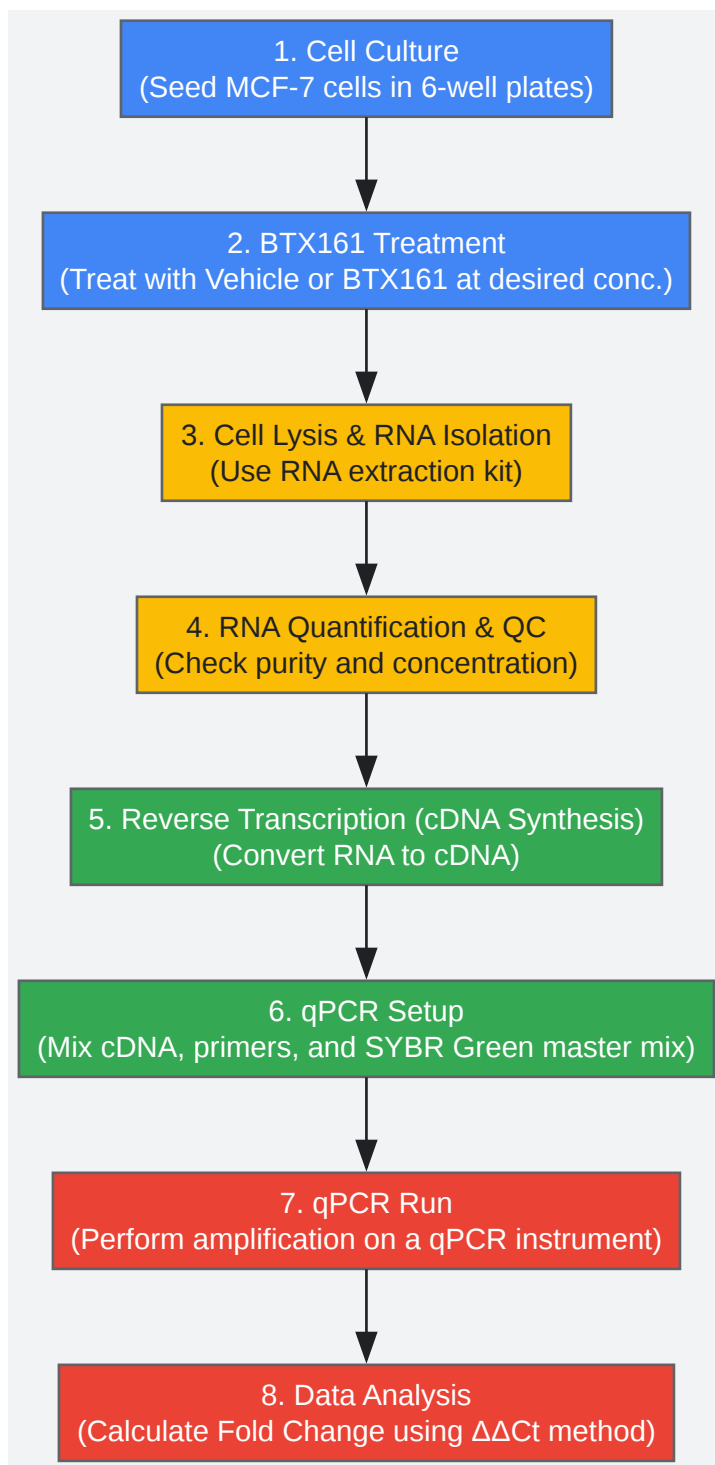 1. Cell Culture
(Seed MCF-7 cells in 6-well plates)
2. BTX161 Treatment
(Treat with Vehicle or BTX161 at desired conc.)
3. Cell Lysis & RNA Isolation
(Use RNA extraction kit)
4. RNA Quantification & QC
(Check purity and concentration)
5. Reverse Transcription (cDNA Synthesis)
(Convert RNA to cDNA)
6. qPCR Setup
(Mix cDNA, primers, and SYBR Green master mix)
7. qPCR Run
(Perform amplification on a qPCR instrument)
8. Data Analysis
(Calculate Fold Change using ΔΔCt method)